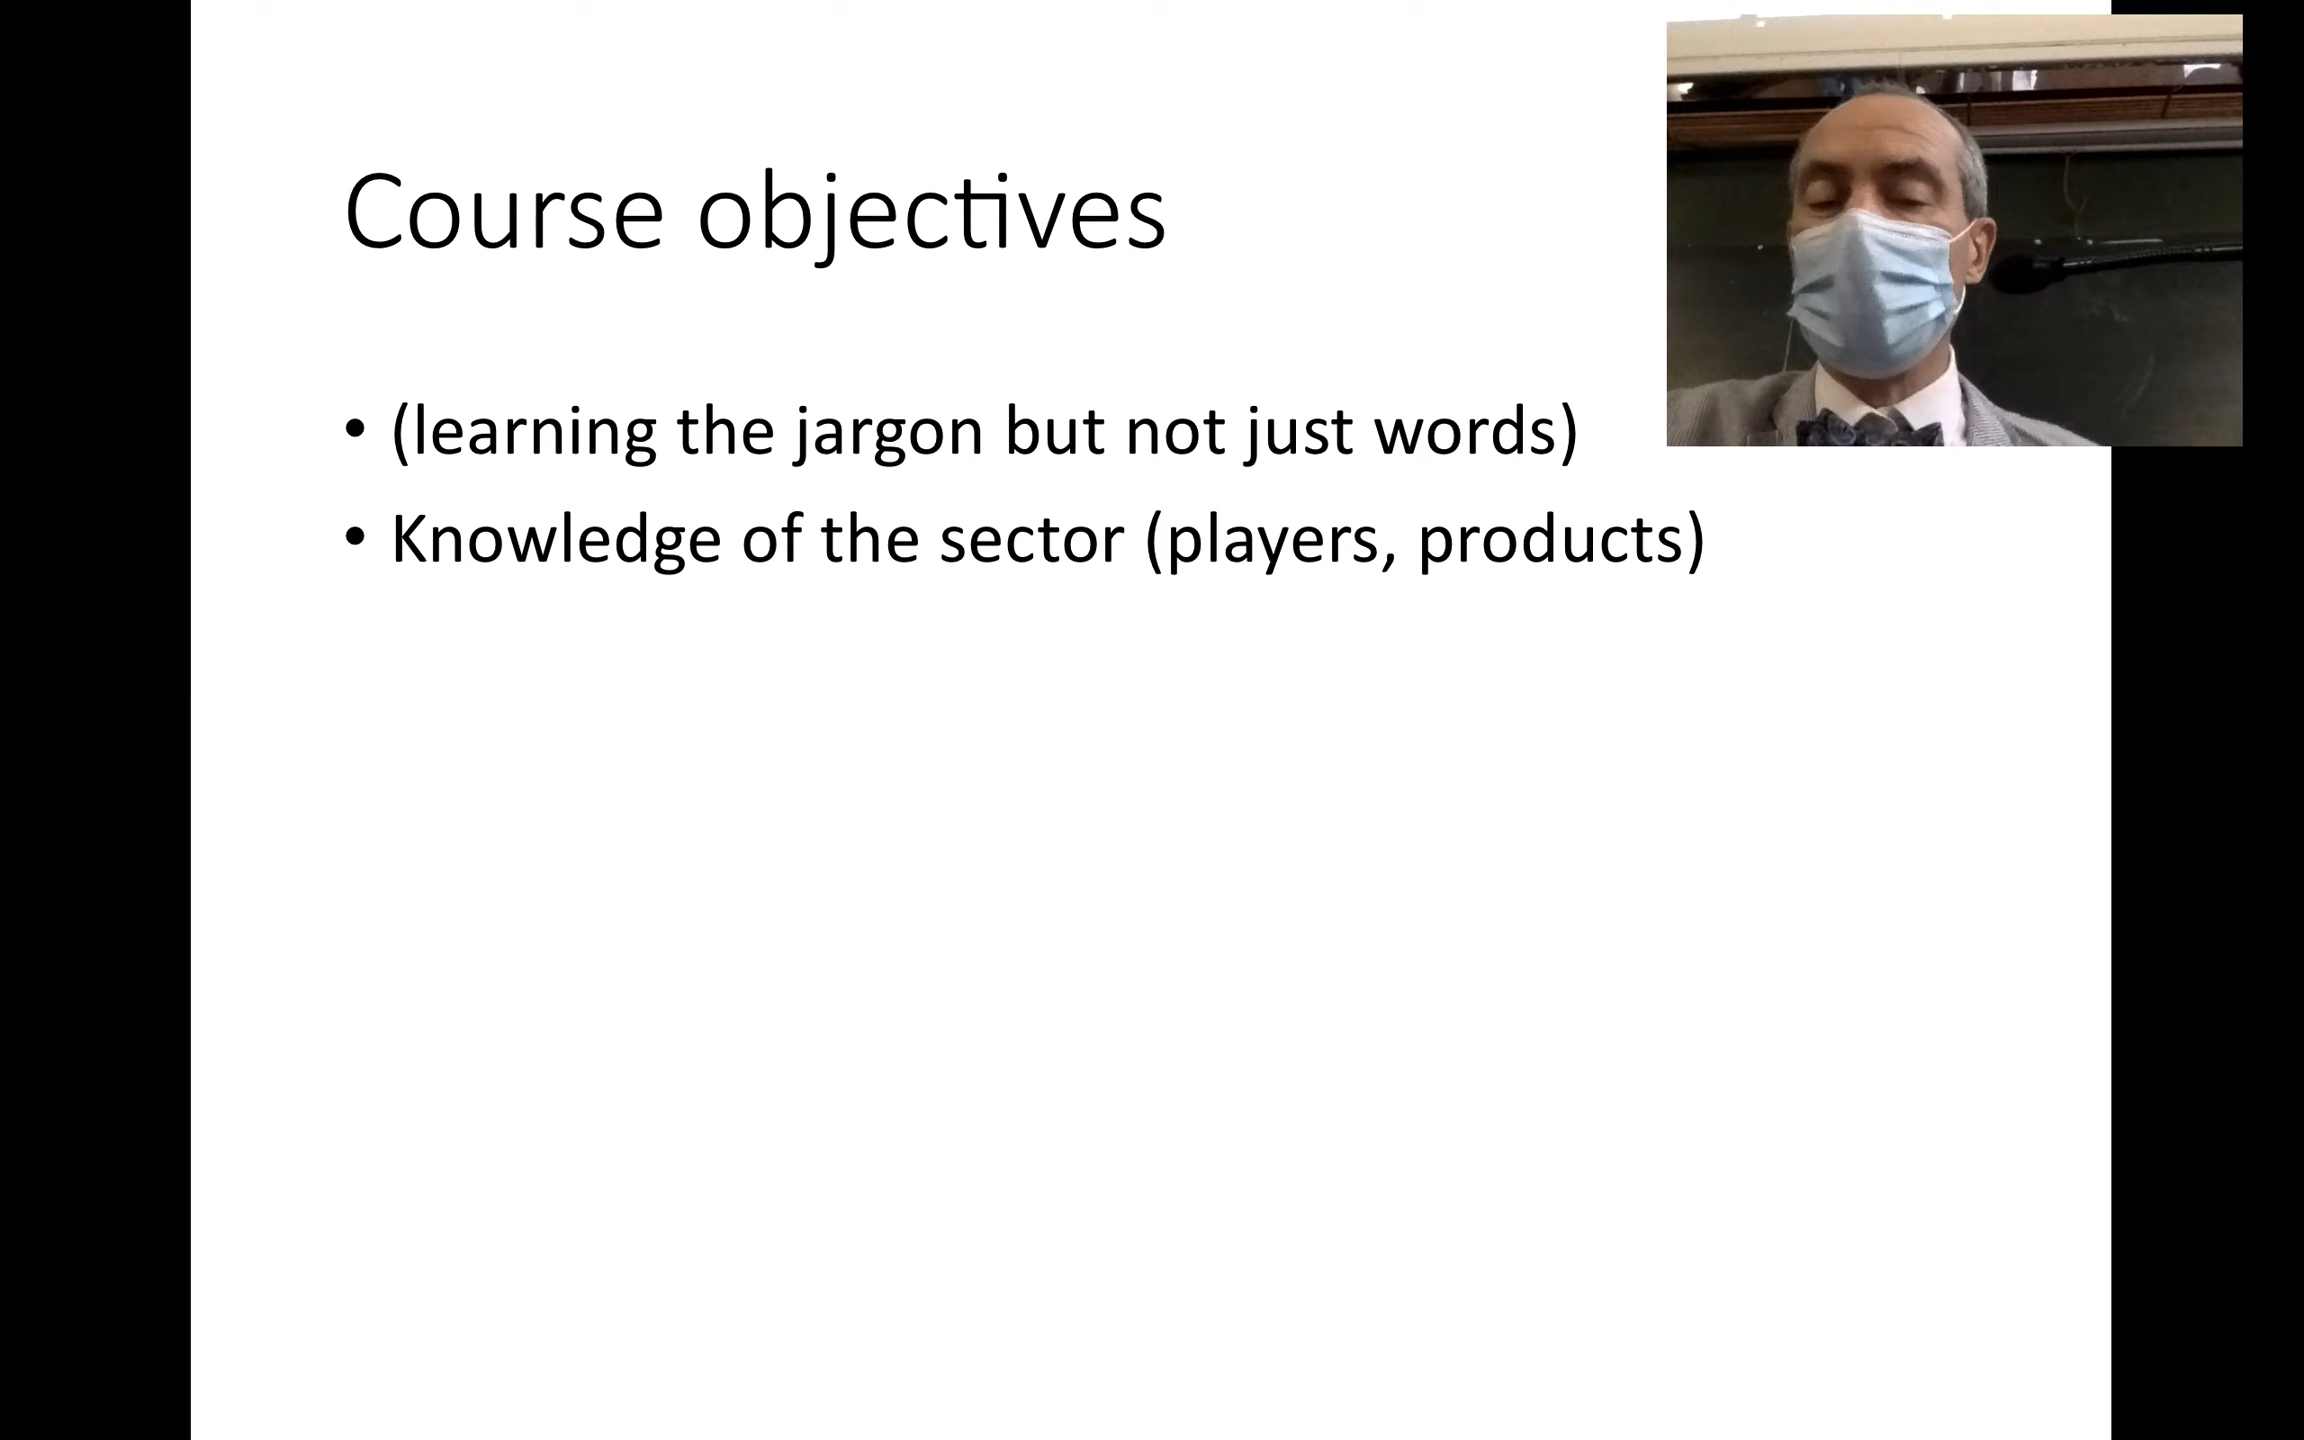 Course objectives
• (learning the jargon but not just words)
• Knowledge of the sector (players, products)